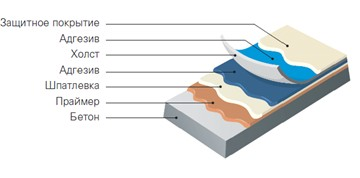 Защитное покрытие
Адгезив
Холст
Адгезив
Шпатлевка
Праймер
Бетон